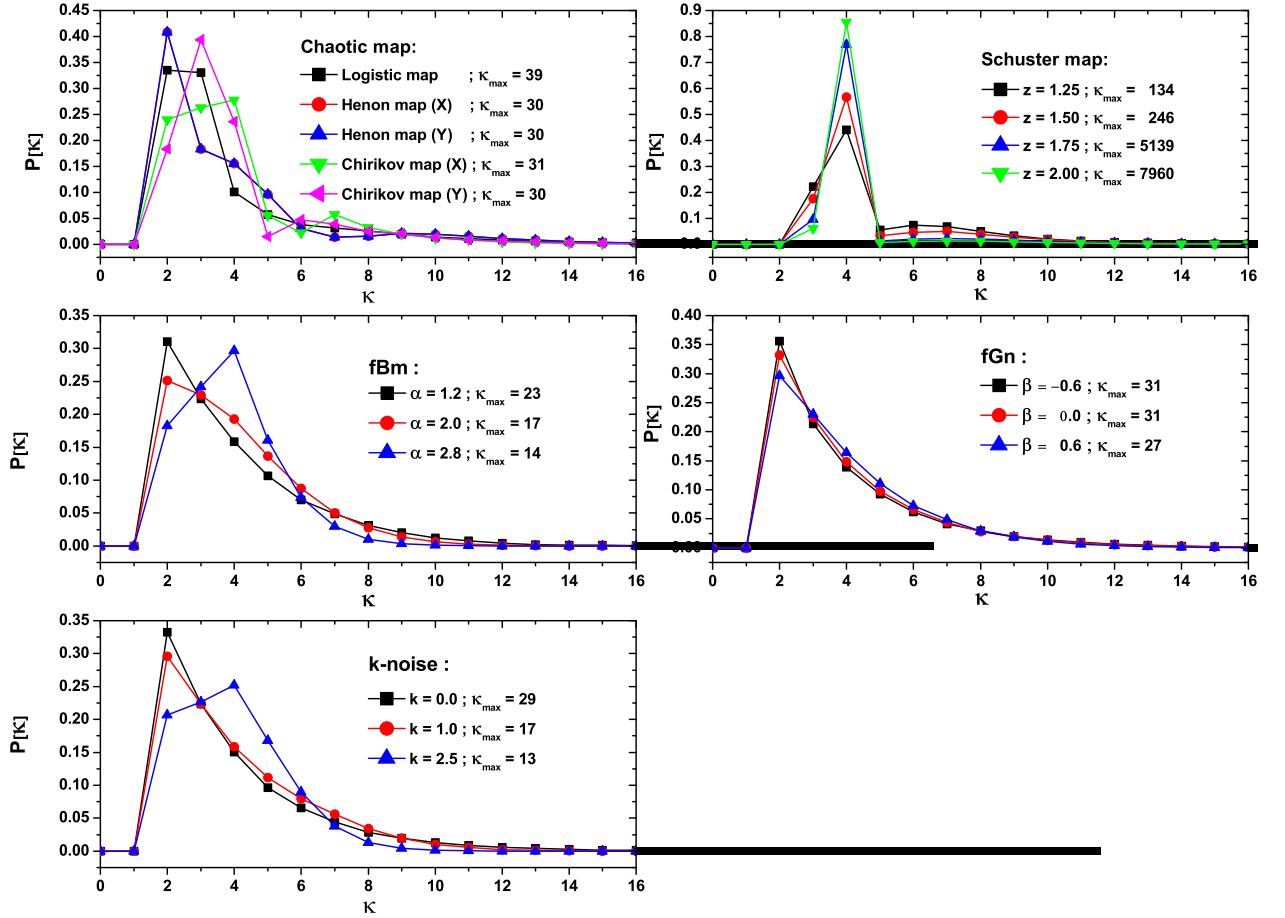 Chaotic map:
Logistic map ; κmax = 39
Henon map (X) ; κmax = 30
Henon map (Y) ; κmax = 30
Chirikov map (X) ; κmax = 31
Chirikov map (Y) ; κmax = 30
P[κ]
0.45
0.40
0.35
0.30
0.25
0.20
0.15
0.10
0.05
0.00
0 2 4 6 8 10 12 14 16
κ
Schuster map:
z = 1.25 ; κmax = 134
z = 1.50 ; κmax = 246
z = 1.75 ; κmax = 5139
z = 2.00 ; κmax = 7960
P[κ]
0.9
0.8
0.7
0.6
0.5
0.4
0.3
0.2
0.1
0.0
0 2 4 6 8 10 12 14 16
κ
fBm :
α = 1.2 ; κmax = 23
α = 2.0 ; κmax = 17
α = 2.8 ; κmax = 14
P[κ]
0.35
0.30
0.25
0.20
0.15
0.10
0.05
0.00
0 2 4 6 8 10 12 14 16
κ
fGn :
β = −0.6 ; κmax = 31
β = 0.0 ; κmax = 31
β = 0.6 ; κmax = 27
P[κ]
0.40
0.35
0.30
0.25
0.20
0.15
0.10
0.05
0.00
0 2 4 6 8 10 12 14 16
κ
k-noise :
k = 0.0 ; κmax = 29
k = 1.0 ; κmax = 17
k = 2.5 ; κmax = 13
P[κ]
0.35
0.30
0.25
0.20
0.15
0.10
0.05
0.00
0 2 4 6 8 10 12 14 16
κ